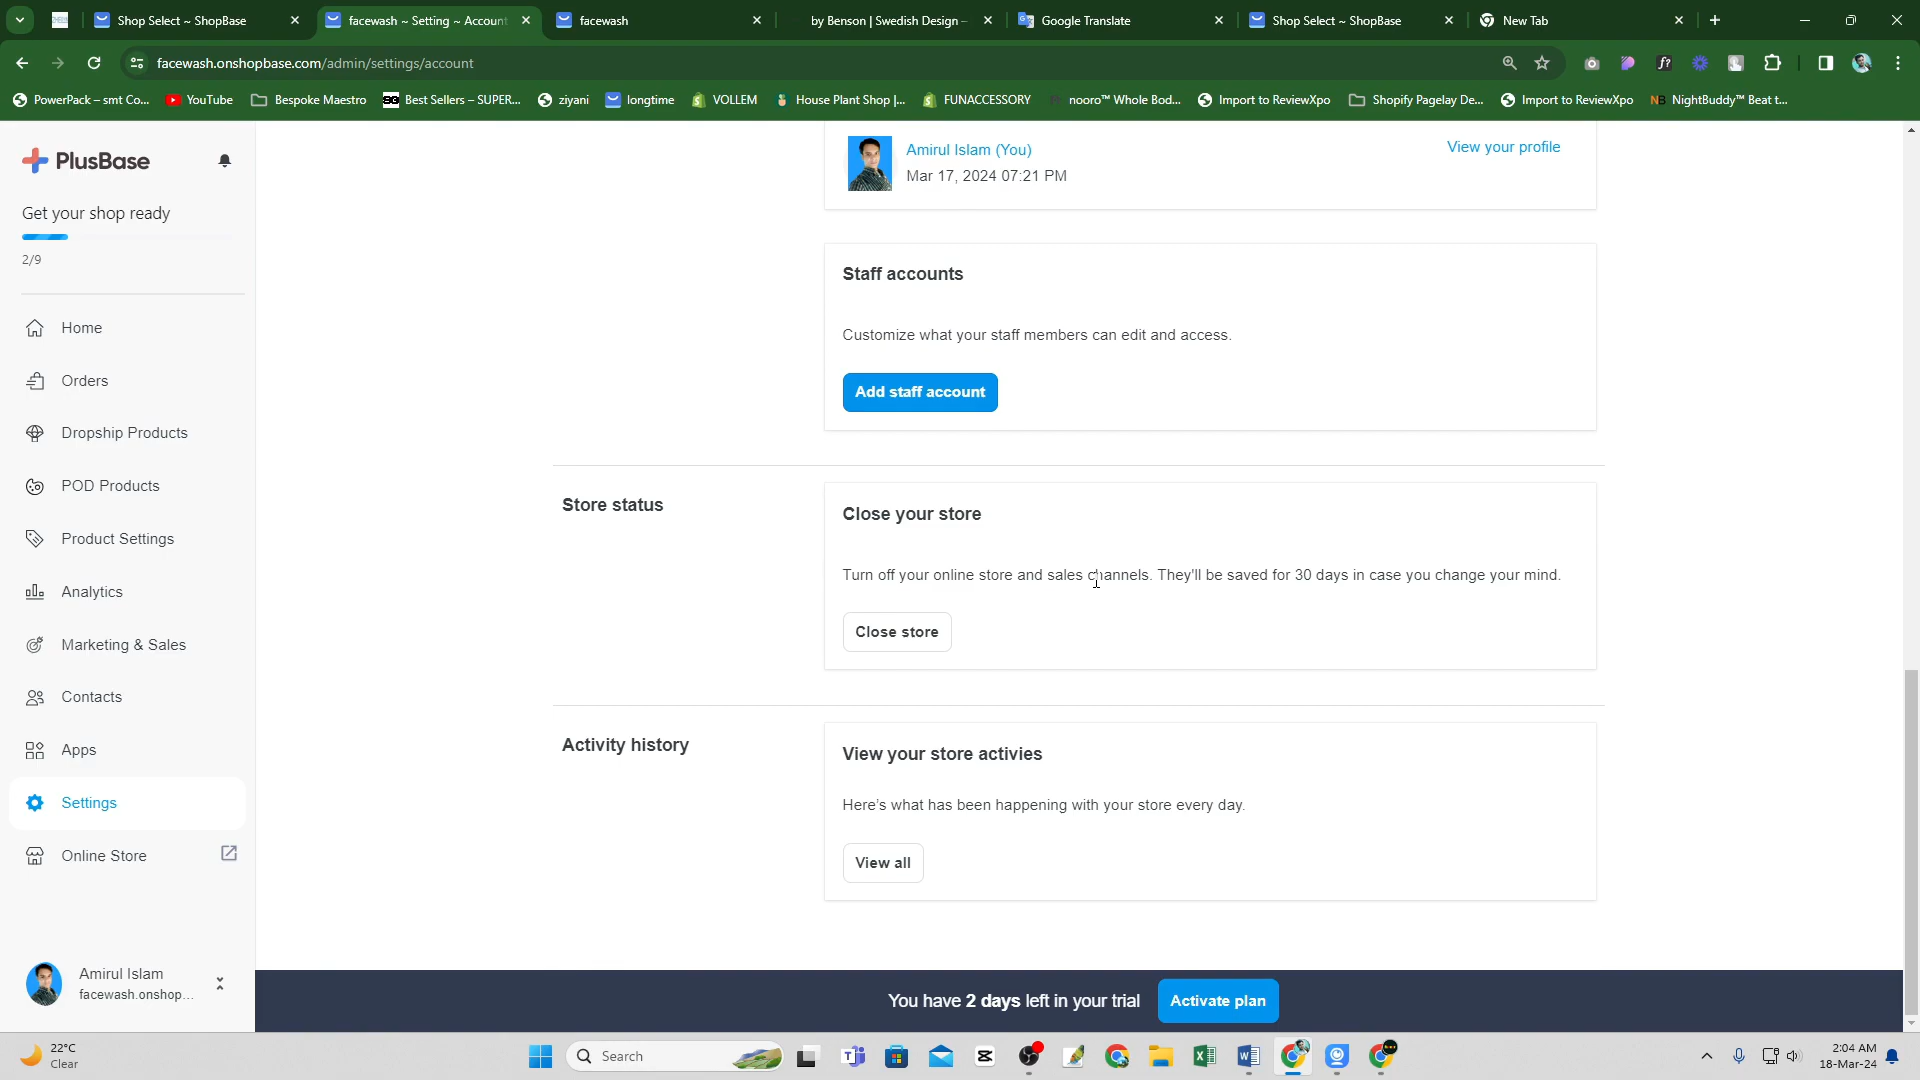 Shop Select ~ ShopBase
facewash ~ Setting ~ Account
facewash
by Benson | Swedish Design –
Google Translate
Shop Select ~ ShopBase
New Tab
facewash.onshopbase.com/admin/settings/account
PowerPack – smt Co...
YouTube
Bespoke Maestro
Best Sellers – SUPER...
ziyani
longtime
VOLLEM
House Plant Shop |...
FUNACCESSORY
nooro™ Whole Bod...
Import to ReviewXpo
Shopify Pagelay De...
Import to ReviewXpo
NightBuddy™ Beat t...
PlusBase
Get your shop ready
2/9
Home
Orders
Dropship Products
POD Products
Product Settings
Analytics
Marketing & Sales
Contacts
Apps
Settings
Online Store
Amirul Islam
facewash.onshop...
Amirul Islam (You)
View your profile
Mar 17, 2024 07:21 PM
Staff accounts
Customize what your staff members can edit and access.
Add staff account
Store status
Close your store
Turn off your online store and sales channels. They'll be saved for 30 days in case you change your mind.
Close store
Activity history
View your store activies
Here's what has been happening with your store every day.
View all
You have 2 days left in your trial
Activate plan
22°C
Clear
Search
2:04 AM
18-Mar-24